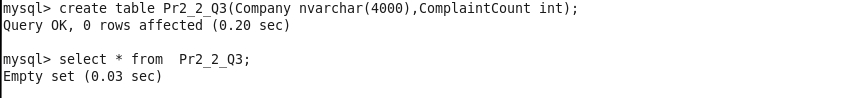 mysql> create table Pr2_2_Q3(Company nvarchar(4000),ComplaintCount int);
Query OK, 0 rows affected (0.20 sec)
mysql> select * from  Pr2_2_Q3;
Empty set (0.03 sec)